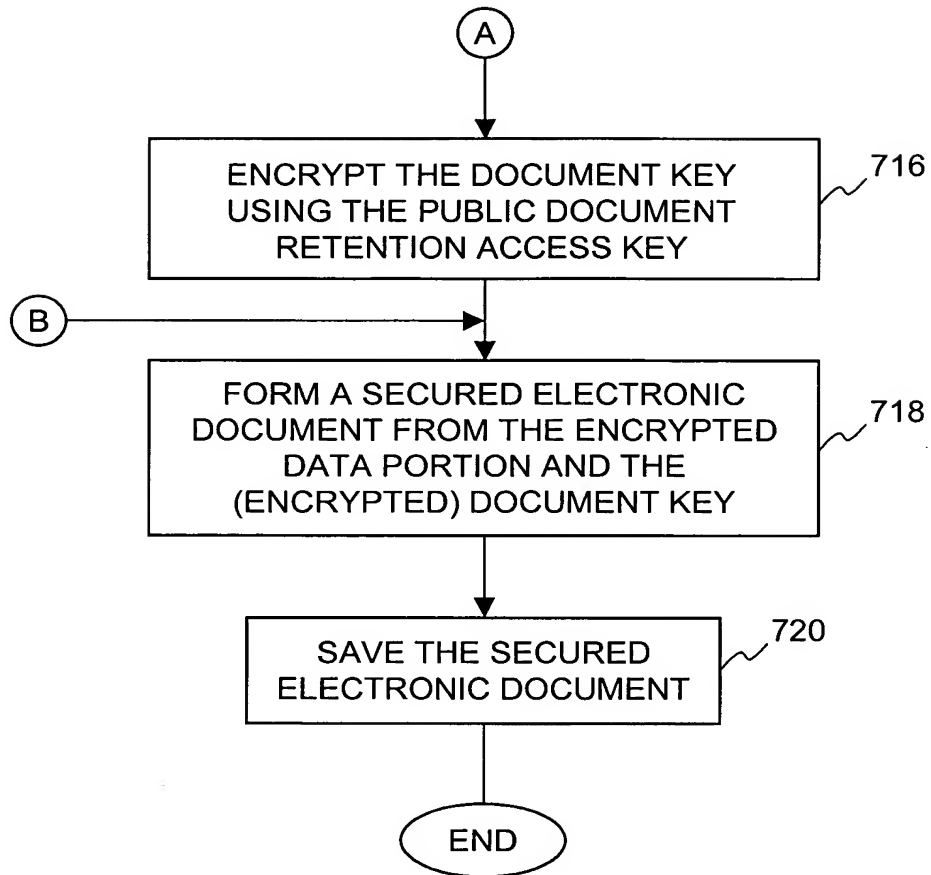 A
ENCRYPT THE DOCUMENT KEY
USING THE PUBLIC DOCUMENT
RETENTION ACCESS KEY
716
B
FORM A SECURED ELECTRONIC
DOCUMENT FROM THE ENCRYPTED
DATA PORTION AND THE
(ENCRYPTED) DOCUMENT KEY
718
SAVE THE SECURED
ELECTRONIC DOCUMENT
720
END